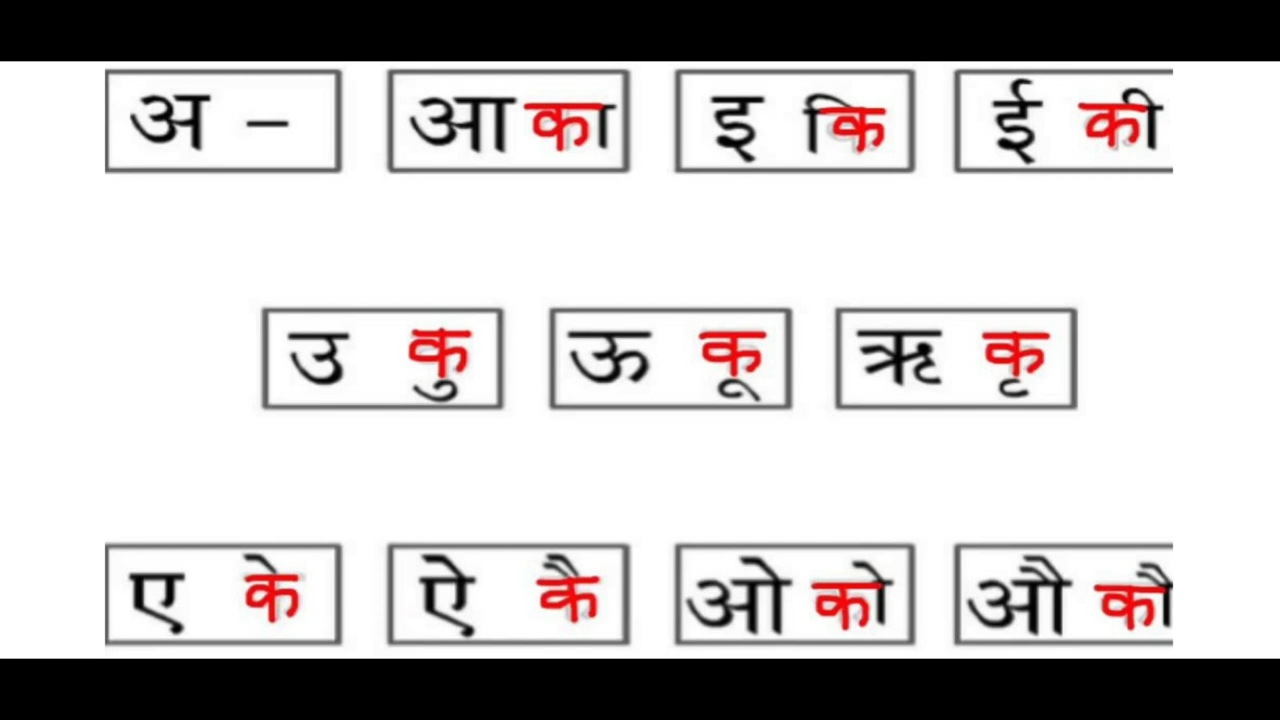 अ – आ का इ कि ई की
उ कु ऊ कू ऋ कृ
ए के ऐ कै ओ को औ कौ